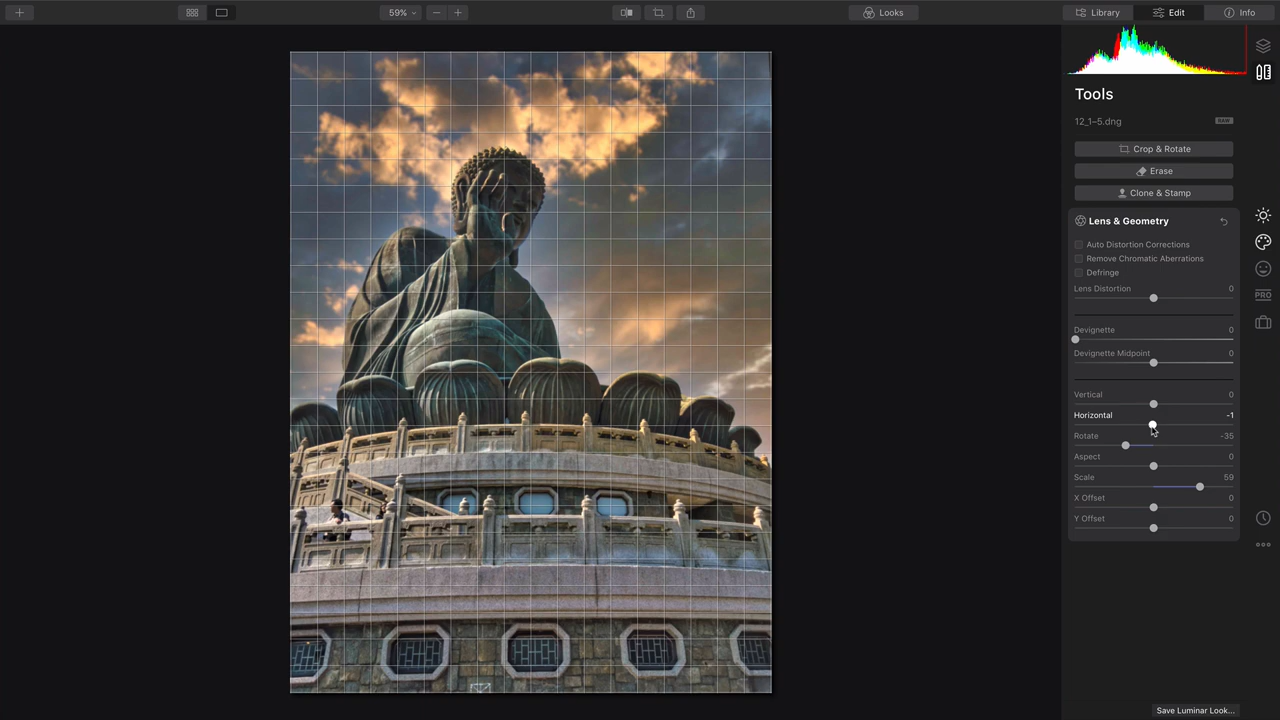 59%
Looks
Library
Edit
Info
Tools
12_1–5.dng
RAW
Crop & Rotate
Erase
Clone & Stamp
Lens & Geometry
Auto Distortion Corrections
Remove Chromatic Aberrations
Defringe
Lens Distortion 0
Devignette 0
Devignette Midpoint 0
Vertical 0
Horizontal -1
Rotate -35
Aspect 0
Scale 59
X Offset 0
Y Offset 0
PRO
Save Luminar Look...